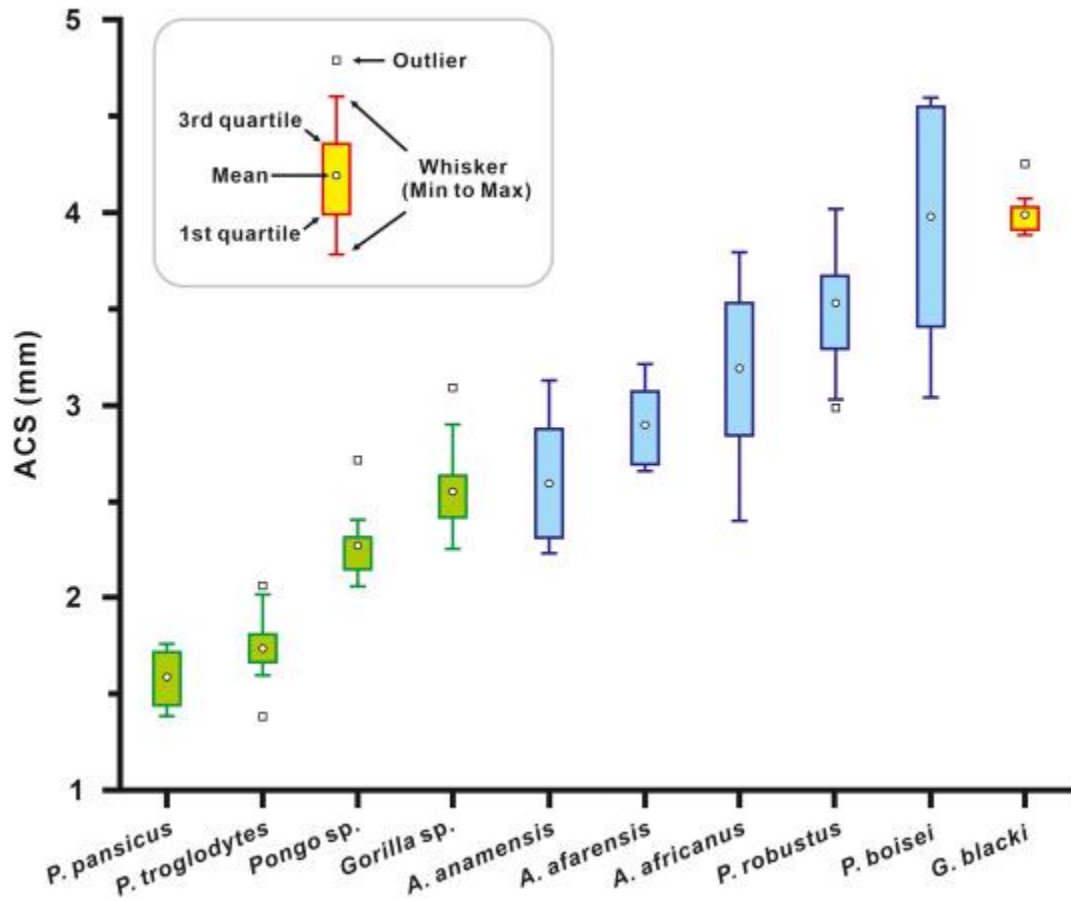 5
4
3
2
1
ACS (mm)
Outlier
3rd quartile
Mean
1st quartile
Whisker
(Min to Max)
P. pansicus
P. troglodytes
Pongo sp.
Gorilla sp.
A. anamensis
A. afarensis
A. africanus
P. robustus
P. boisei
G. blacki